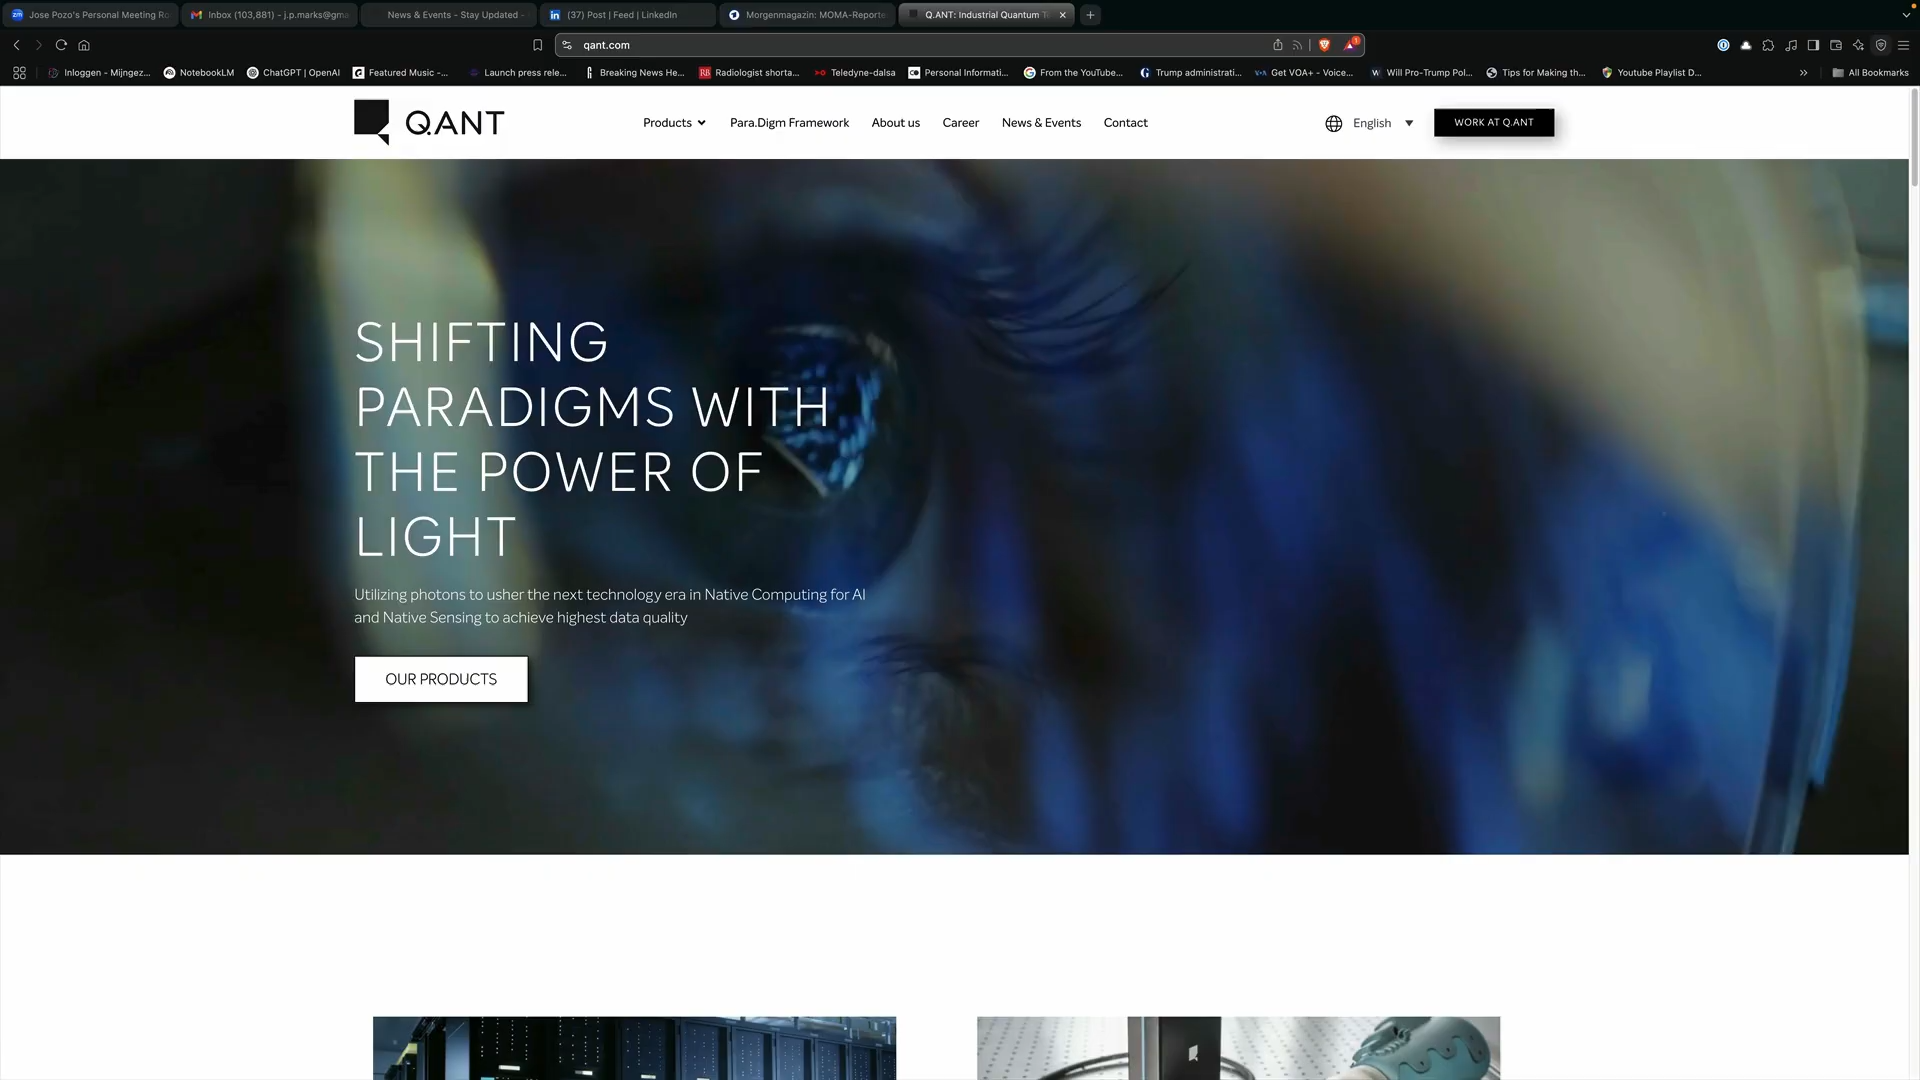 Jose Pozo's Personal Meeting Ro
Inbox (103,881) - j.p.marks@gma
News & Events - Stay Updated -
(37) Post | Feed | LinkedIn
Morgenmagazin: MOMA-Reporte
Q.ANT: Industrial Quantum T
qant.com
Inloggen - Mijngez...
NotebookLM
ChatGPT | OpenAI
Featured Music -...
Launch press rele...
Breaking News He...
Radiologist shorta...
Teledyne-dalsa
Personal Informati...
From the YouTube...
Trump administrati...
Get VOA+ - Voice...
Will Pro-Trump Pol...
Tips for Making th...
Youtube Playlist D...
All Bookmarks
Q.ANT
Products
Para.Digm Framework
About us
Career
News & Events
Contact
English
WORK AT Q.ANT
SHIFTING
PARADIGMS WITH
THE POWER OF
LIGHT
Utilizing photons to usher the next technology era in Native Computing for AI
and Native Sensing to achieve highest data quality
OUR PRODUCTS